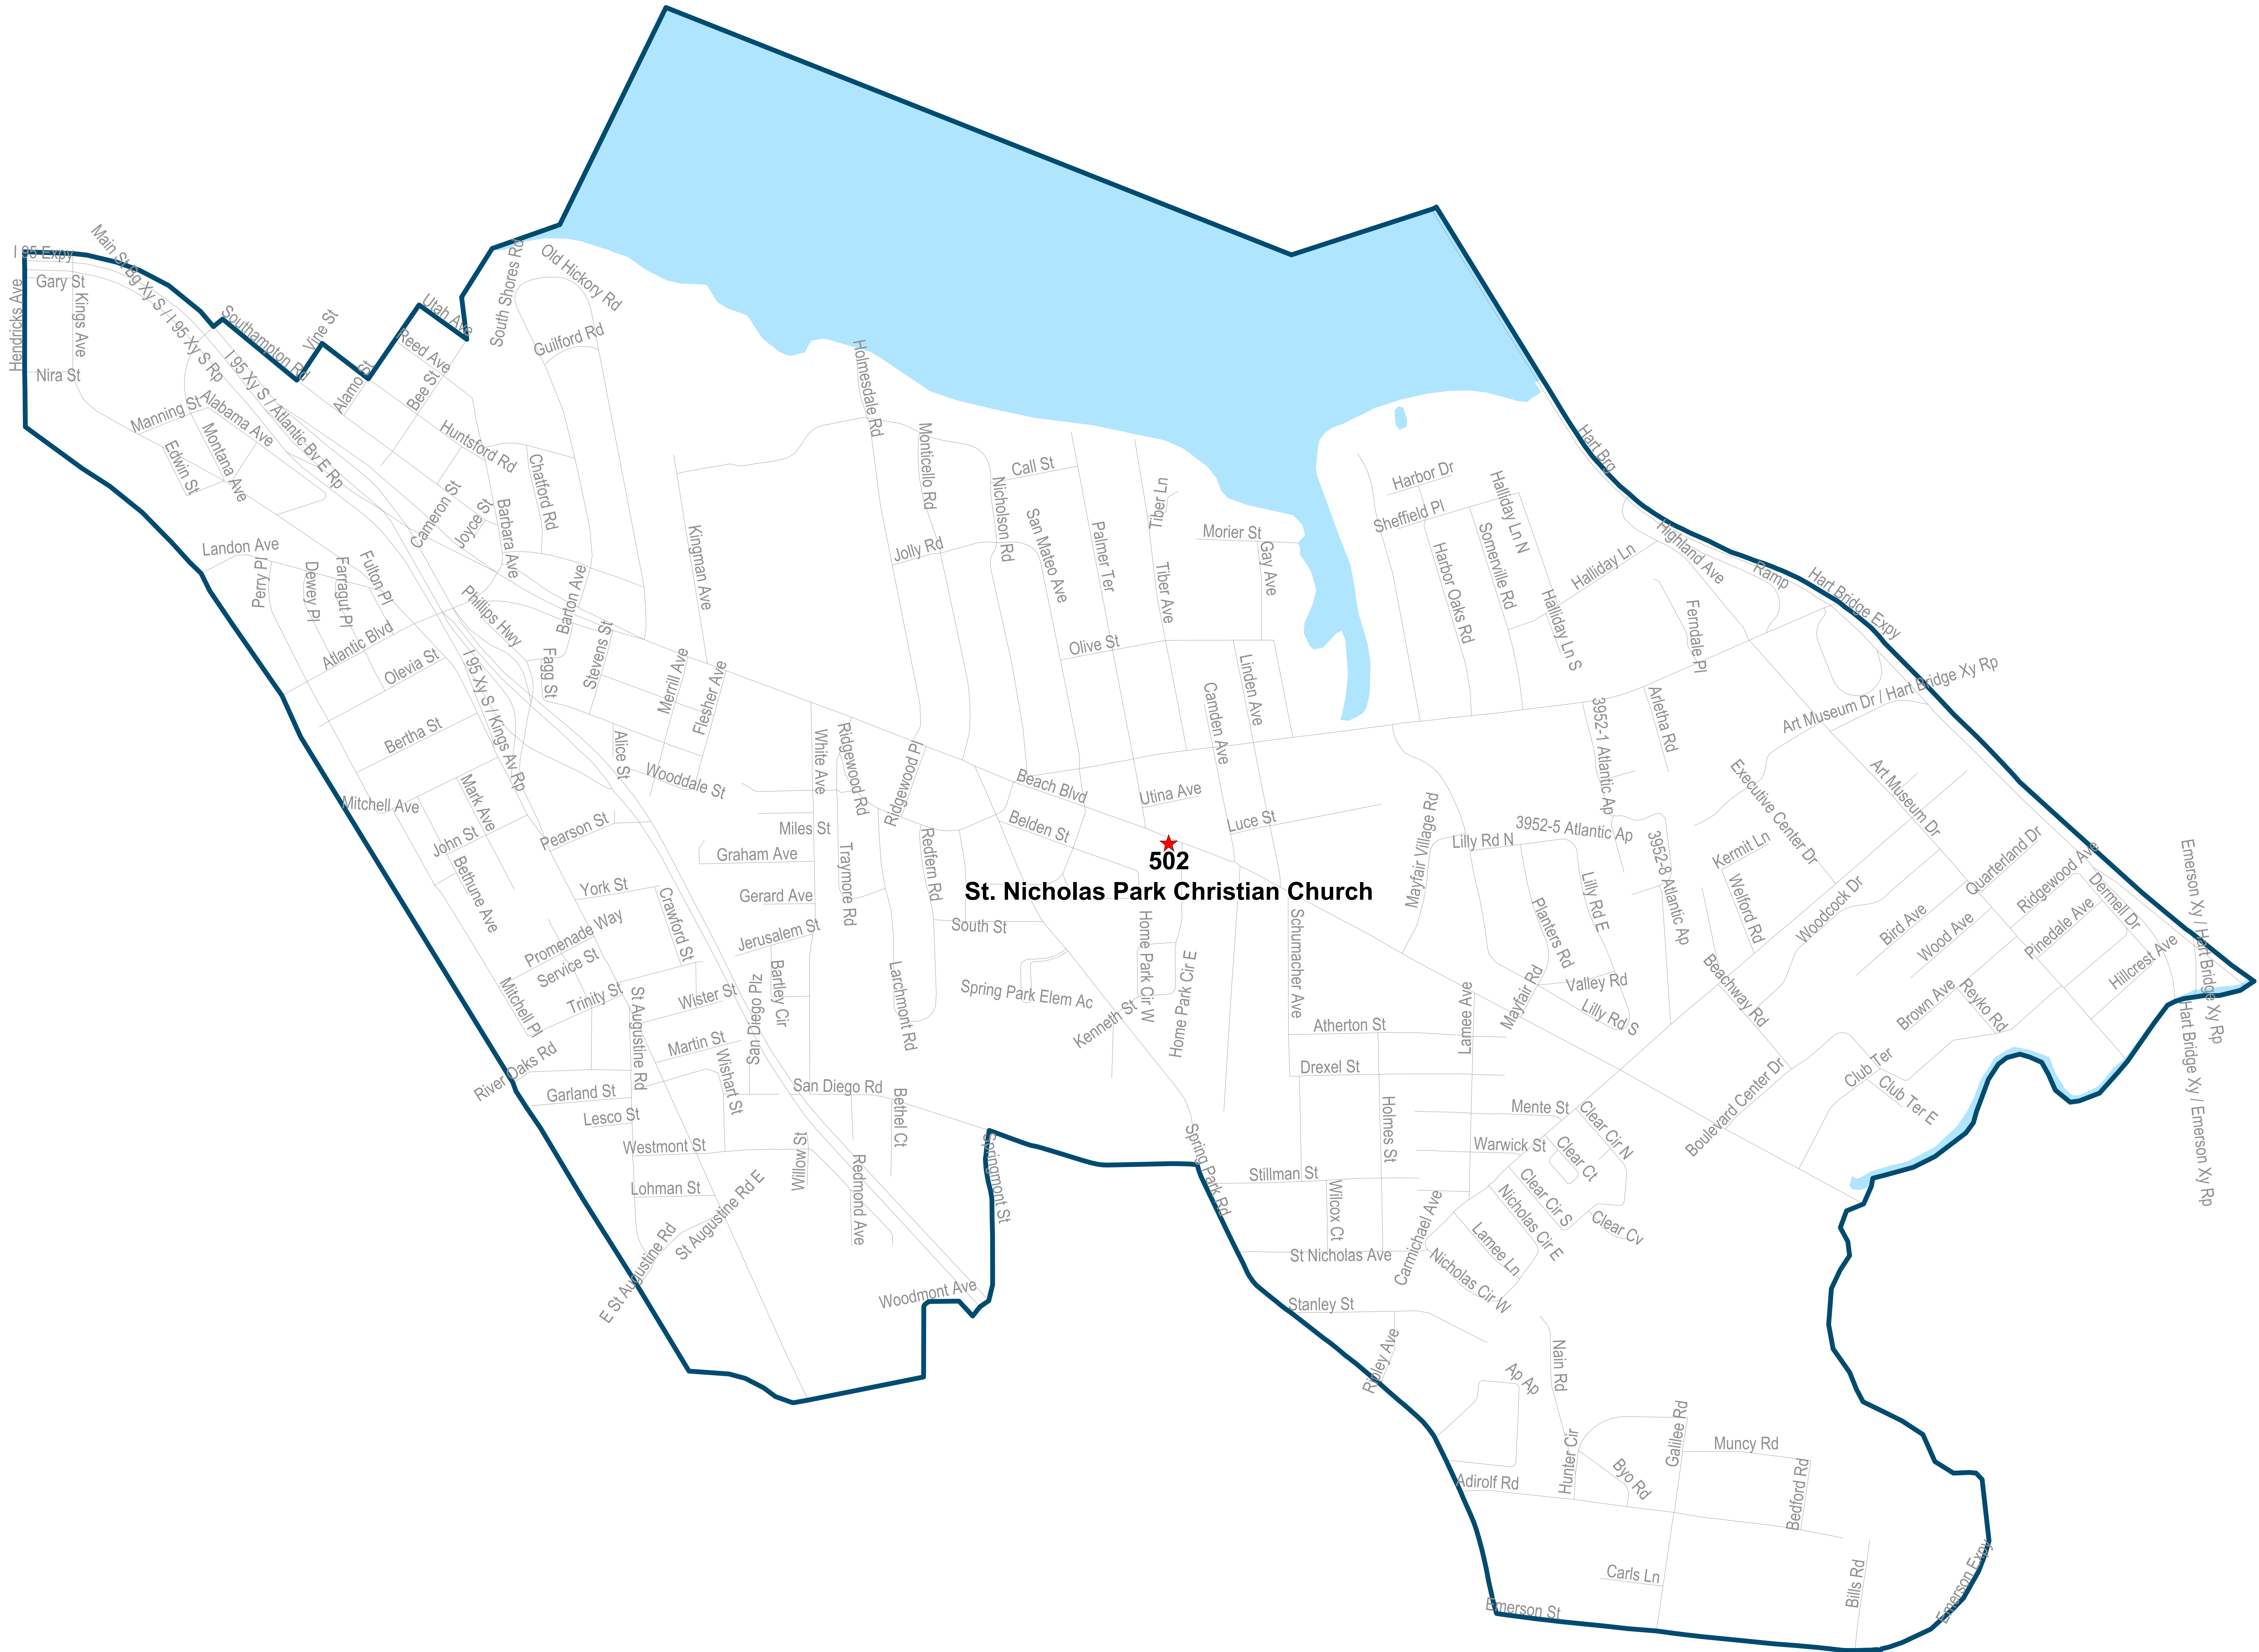 I 95 Expy
Main St Bg Xy S / I 95 Xy S Rp
Gary St
Hendricks Ave
Kings Ave
Nira St
Southampton Rd
Vine St
Utah Ave
Reed Ave
Alamo St
Bee St
South Shores Rd
Old Hickory Rd
Guilford Rd
I 95 Xy S / Atlantic Bv E Rp
Manning St
Alabama Ave
Montana Ave
Edwin St
Huntsford Rd
Chatford Rd
Cameron St
Joyce St
Barbara Ave
Landon Ave
Perry Pl
Dewey Pl
Farragut Pl
Fulton Pl
Phillips Hwy
Barton Ave
Atlantic Blvd
Olevia St
Stevens St
Fagg St
Merrill Ave
Flesher Ave
Kingman Ave
I 95 Xy S / Kings Av Rp
Bertha St
Mitchell Ave
Mark Ave
John St
Bethune Ave
Alice St
Wooddale St
Pearson St
York St
Crawford St
Promenade Way
Service St
Mitchell Pl
Trinity St
St Augustine Rd
Wister St
Martin St
River Oaks Rd
Garland St
Lesco St
Wishart St
Westmont St
Lohman St
St Augustine Rd E
E St Augustine Rd
Holmesdale Rd
Monticello Rd
Nicholson Rd
Call St
Jolly Rd
San Mateo Ave
Palmer Ter
Tiber Ln
Tiber Ave
Morier St
Gay Ave
Olive St
Linden Ave
Camden Ave
White Ave
Ridgewood Rd
Ridgewood Pl
Beach Blvd
Utina Ave
Luce St
Belden St
Miles St
Graham Ave
Gerard Ave
Traymore Rd
Redfern Rd
Jerusalem St
Bartley Cir
San Diego Plz
Larchmont Rd
South St
502
St. Nicholas Park Christian Church
Spring Park Elem Ac
Home Park Cir W
Home Park Cir E
Kenneth St
Schumacher Ave
San Diego Rd
Bethel Ct
Willow St
Redmond Ave
Springmont St
Woodmont Ave
Spring Park Rd
Harbor Dr
Sheffield Pl
Halliday Ln N
Harbor Oaks Rd
Somerville Rd
Halliday Ln
Halliday Ln S
Hart Brg
Highland Ave
Ramp
Hart Bridge Expy
Ferndale Pl
Arletha Rd
3952-1 Atlantic Ap
Art Museum Dr / Hart Bridge Xy Rp
Executive Center Dr
Art Museum Dr
Mayfair Village Rd
Lilly Rd N
3952-5 Atlantic Ap
3952-8 Atlantic Ap
Kermit Ln
Welford Rd
Lilly Rd E
Planters Rd
Woodcock Dr
Bird Ave
Wood Ave
Quarterland Dr
Ridgewood Ave
Dermell Dr
Pinedale Ave
Hillcrest Ave
Emerson Xy / Hart Bridge Xy Rp
Hart Bridge Xy / Emerson Xy Rp
Beachway Rd
Valley Rd
Lilly Rd S
Mayfair Rd
Lamee Ave
Brown Ave
Reyko Rd
Club Ter
Club Ter E
Boulevard Center Dr
Atherton St
Drexel St
Holmes St
Mente St
Warwick St
Clear Cir N
Clear Ct
Clear Cir S
Clear Cv
Stillman St
Wilcox Ct
St Nicholas Ave
Carmichael Ave
Nicholas Cir E
Lamee Ln
Nicholas Cir W
Stanley St
Ripley Ave
Ap Ap
Nain Rd
Hunter Cir
Byo Rd
Galilee Rd
Muncy Rd
Bedford Rd
Adirolf Rd
Carls Ln
Bills Rd
Emerson St
Emerson Expy